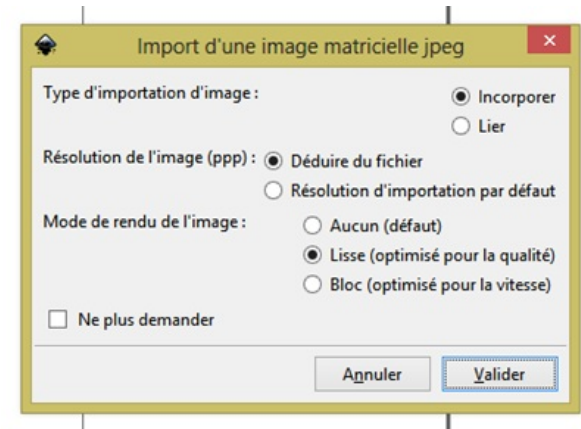 Import d'une image matricielle jpeg
Type d'importation d'image :
Incorporer
Lier
Résolution de l'image (ppp) :
Déduire du fichier
Résolution d'importation par défaut
Mode de rendu de l'image :
Aucun (défaut)
Lisse (optimisé pour la qualité)
Bloc (optimisé pour la vitesse)
Ne plus demander
Annuler
Valider